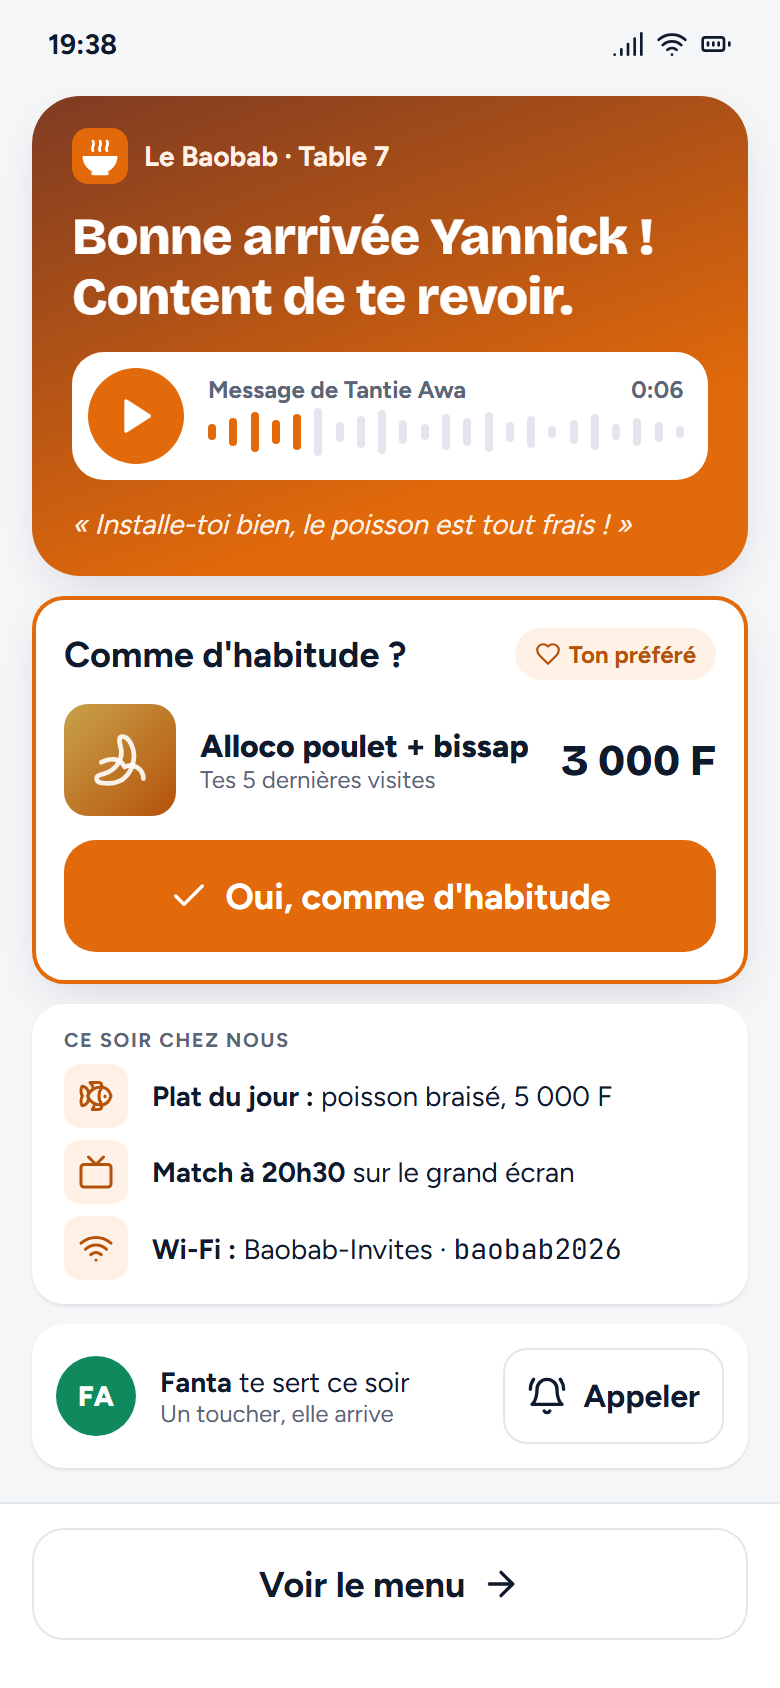 19:38
Le Baobab · Table 7
Bonne arrivée Yannick !
Content de te revoir.
Message de Tantie Awa 0:06
« Installe-toi bien, le poisson est tout frais ! »
Comme d'habitude ? Ton préféré
Alloco poulet + bissap 3 000 F
Tes 5 dernières visites
Oui, comme d'habitude
CE SOIR CHEZ NOUS
Plat du jour : poisson braisé, 5 000 F
Match à 20h30 sur le grand écran
Wi-Fi : Baobab-Invites · baobab2026
FA Fanta te sert ce soir
Un toucher, elle arrive
Appeler
Voir le menu